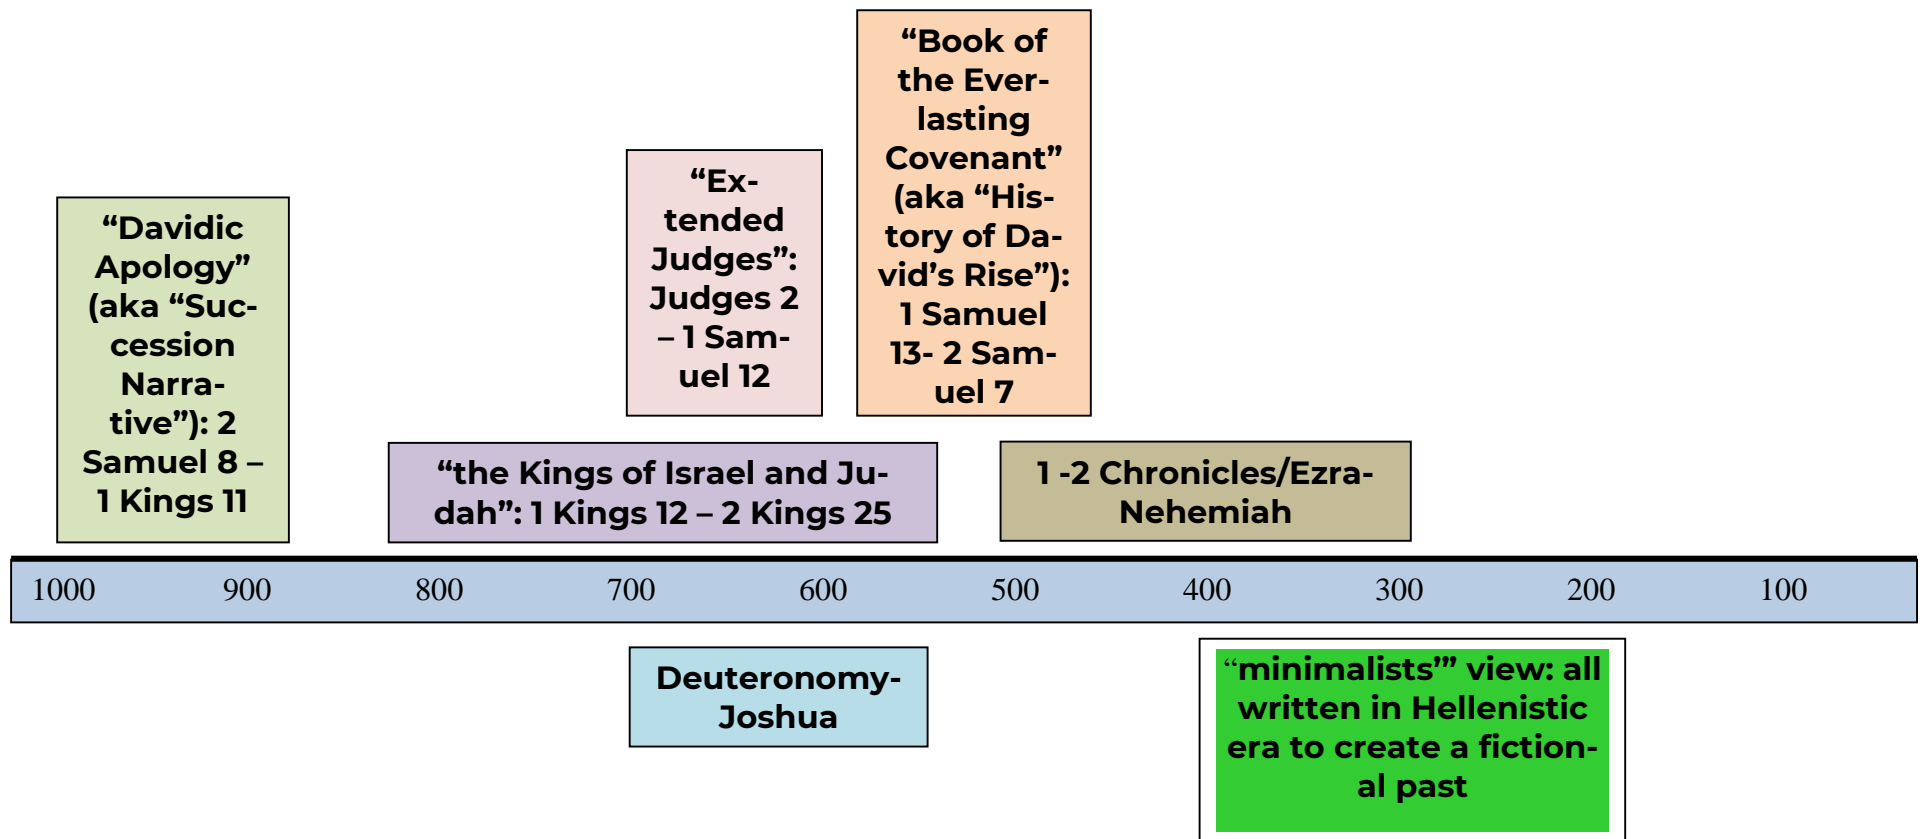 “Davidic
Apology”
(aka “Suc-
cession
Narra-
tive”): 2
Samuel 8 –
1 Kings 11
“Ex-
tended
Judges”:
Judges 2
– 1 Sam-
uel 12
“Book of
the Ever-
lasting
Covenant”
(aka “His-
tory of Da-
vid’s Rise”):
1 Samuel
13- 2 Sam-
uel 7
“the Kings of Israel and Ju-
dah”: 1 Kings 12 – 2 Kings 25
1 -2 Chronicles/Ezra-
Nehemiah
1000 900 800 700 600 500 400 300 200 100
Deuteronomy-
Joshua
“minimalists’” view: all
written in Hellenistic
era to create a fiction-
al past